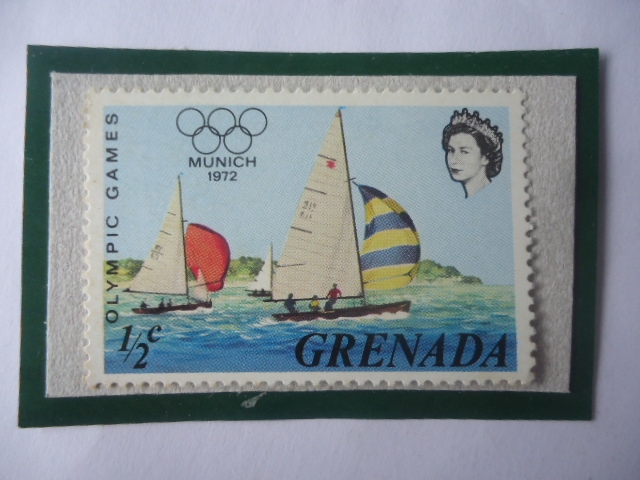 OLYMPIC GAMES
MUNICH
1972
1/2c
GRENADA